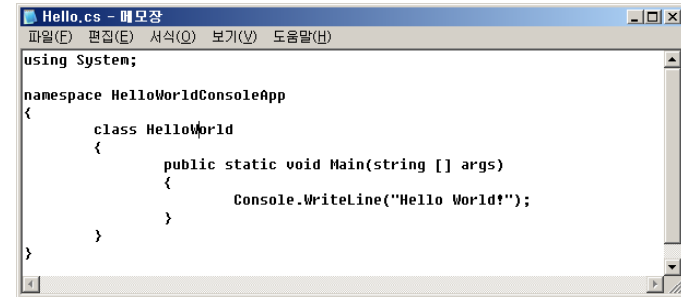 Hello.cs - 메모장
파일(F) 편집(E) 서식(O) 보기(V) 도움말(H)
using System;
namespace HelloWorldConsoleApp
{
class HelloWorld
{
public static void Main(string [] args)
{
Console.WriteLine("Hello World!");
}
}
}